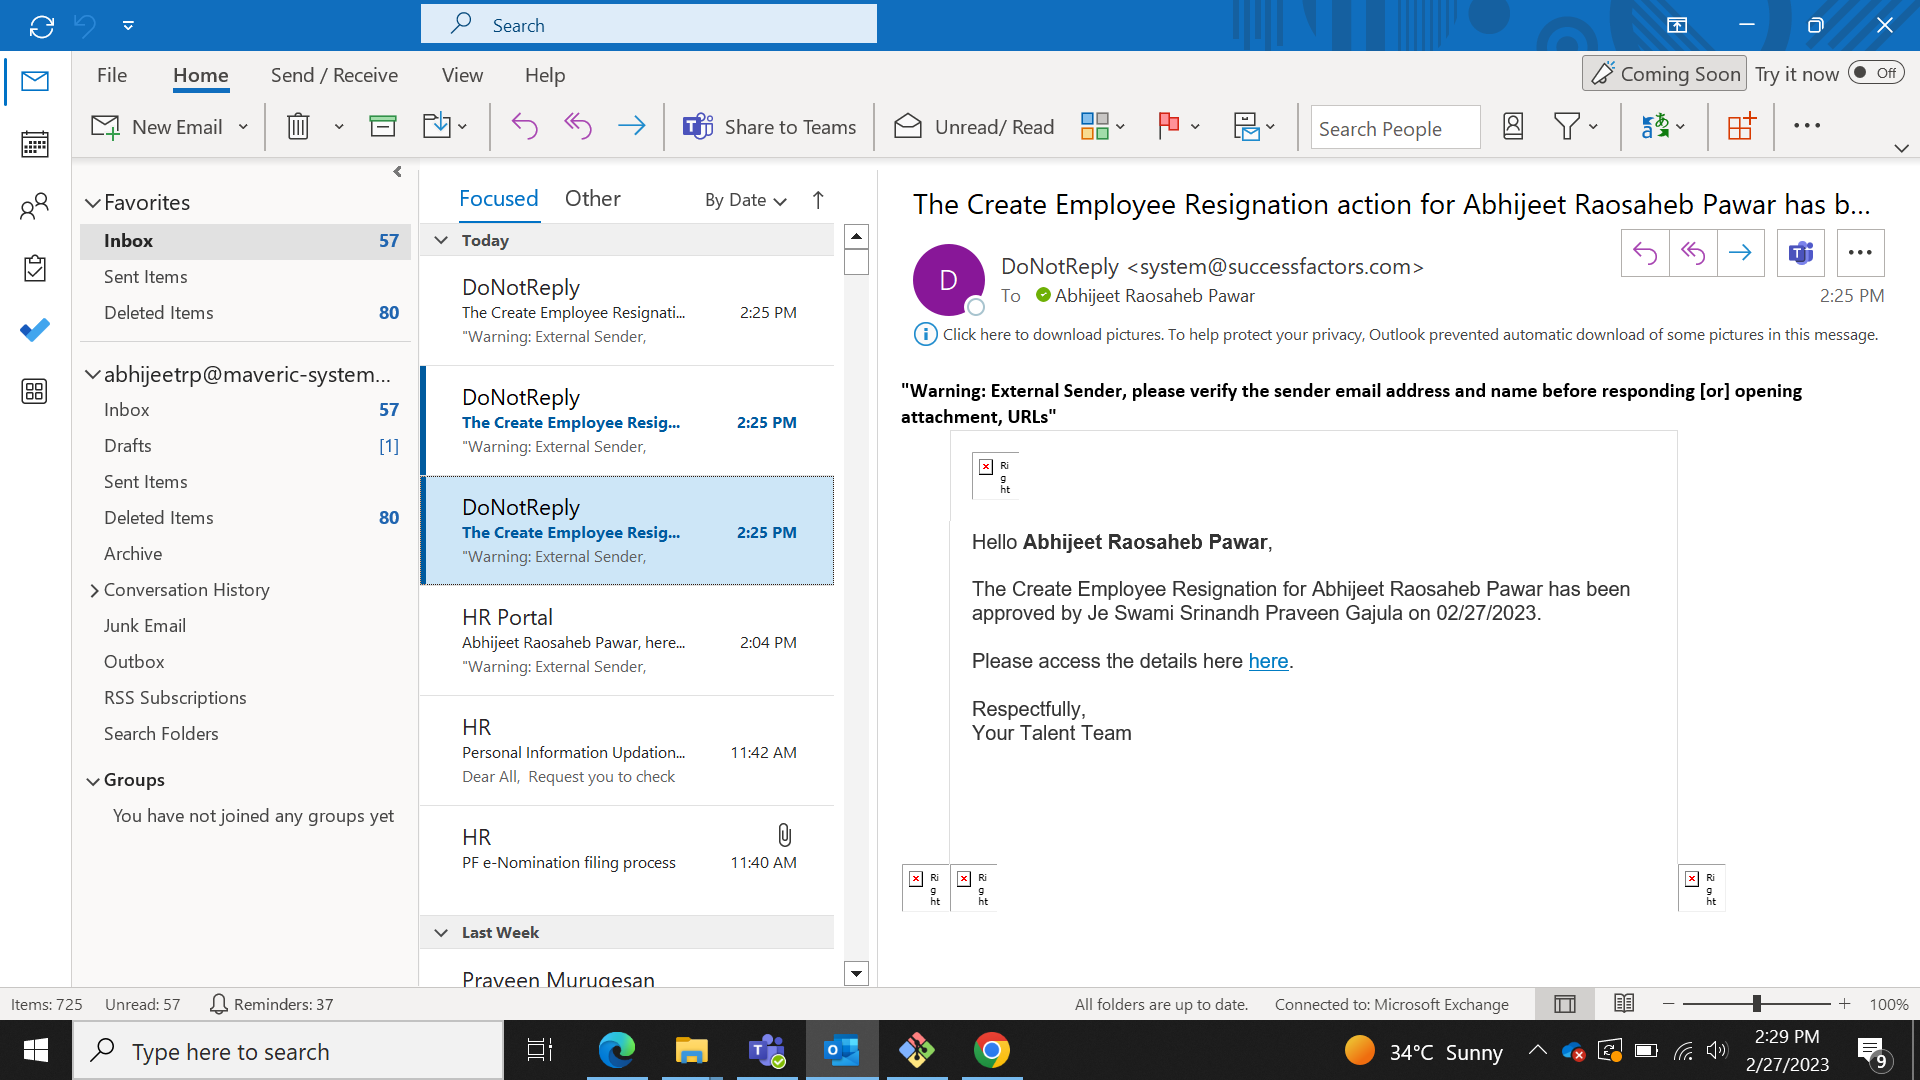 Search
File
Home
Send / Receive
View
Help
Coming Soon
Try it now
Off
New Email
Share to Teams
Unread/ Read
Search People
Favorites
Inbox 57
Sent Items
Deleted Items 80
abhijeetrp@maveric-system...
Inbox 57
Drafts [1]
Sent Items
Deleted Items 80
Archive
Conversation History
Junk Email
Outbox
RSS Subscriptions
Search Folders
Groups
You have not joined any groups yet
Focused
Other
By Date
Today
DoNotReply
The Create Employee Resignati... 2:25 PM
"Warning: External Sender,
DoNotReply
The Create Employee Resig... 2:25 PM
"Warning: External Sender,
DoNotReply
The Create Employee Resig... 2:25 PM
"Warning: External Sender,
HR Portal
Abhijeet Raosaheb Pawar, here... 2:04 PM
"Warning: External Sender,
HR
Personal Information Updation... 11:42 AM
Dear All, Request you to check
HR
PF e-Nomination filing process 11:40 AM
Last Week
Praveen Murugesan
The Create Employee Resignation action for Abhijeet Raosaheb Pawar has b...
D
DoNotReply <system@successfactors.com>
To Abhijeet Raosaheb Pawar
2:25 PM
Click here to download pictures. To help protect your privacy, Outlook prevented automatic download of some pictures in this message.
"Warning: External Sender, please verify the sender email address and name before responding [or] opening
attachment, URLs"
Ri
g
ht
Hello Abhijeet Raosaheb Pawar,
The Create Employee Resignation for Abhijeet Raosaheb Pawar has been
approved by Je Swami Srinandh Praveen Gajula on 02/27/2023.
Please access the details here here.
Respectfully,
Your Talent Team
Ri
g
ht
Ri
g
ht
Ri
g
ht
Items: 725
Unread: 57
Reminders: 37
All folders are up to date.
Connected to: Microsoft Exchange
100%
Type here to search
34°C Sunny
2:29 PM
2/27/2023
9